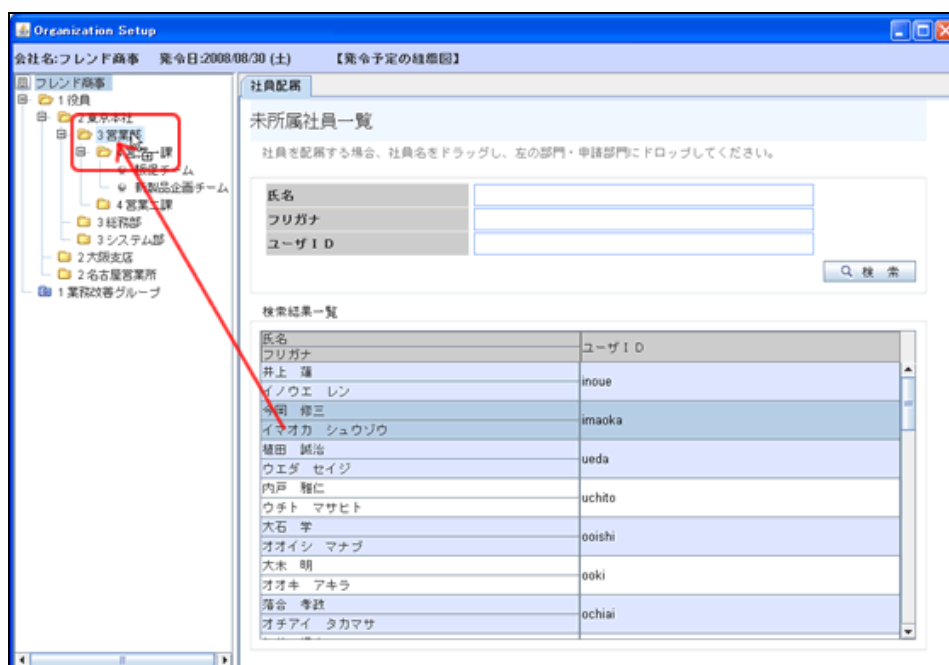 Organization Setup
会社名:フレンド商事 発令日:2008/08/30 (土) 【発令予定の組織図】
フレンド商事
1 役員
2 東京本社
3 営業部
営業一課
販促チーム
新製品企画チーム
4 営業二課
3 総務部
3 システム部
2 大阪支店
2 名古屋営業所
1 業務改善グループ
社員配属
未所属社員一覧
社員を配属する場合、社員名をドラッグし、左の部門・申請部門にドロップしてください。
氏名
フリガナ
ユーザID
検 索
検索結果一覧
氏名
フリガナ
ユーザID
井上 蓮
イノウエ レン
inoue
今岡 修三
イマオカ シュウゾウ
imaoka
植田 誠治
ウエダ セイジ
ueda
内戸 雅仁
ウチト マサヒト
uchito
大石 学
オオイシ マナブ
ooishi
大木 明
オオキ アキラ
ooki
落合 孝政
オチアイ タカマサ
ochiai